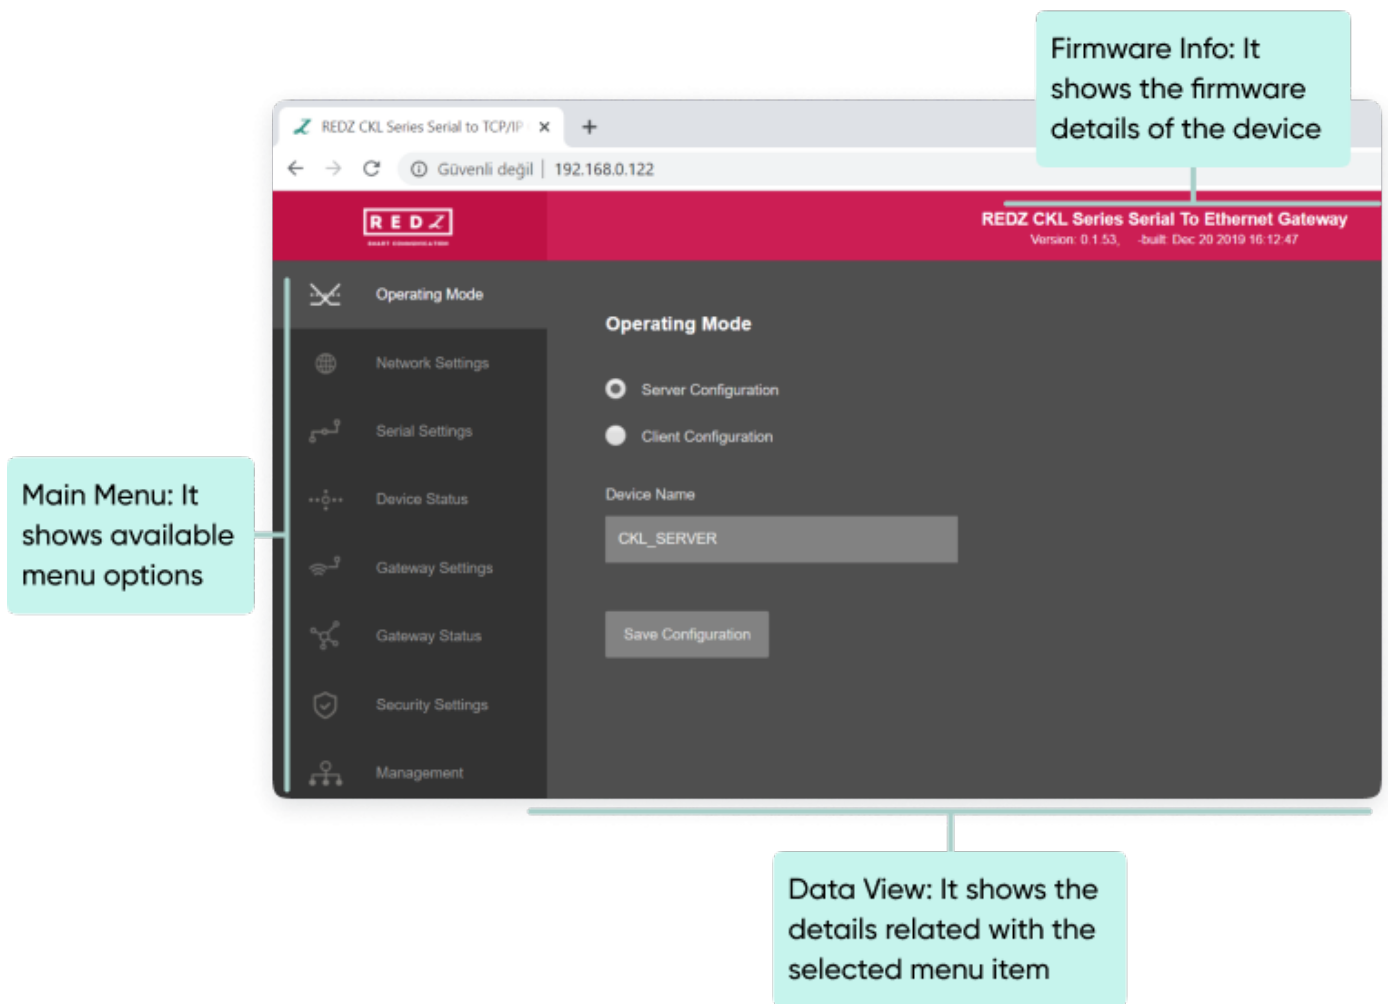 Firmware Info: It
shows the firmware
details of the device
REDZ CKL Series Serial to TCP/IP
Güvenli değil | 192.168.0.122
REDZ
SMART COMMUNICATION
REDZ CKL Series Serial To Ethernet Gateway
Version: 0.1.53, -built: Dec 20 2019 16:12:47
Operating Mode
Network Settings
Serial Settings
Device Status
Gateway Settings
Gateway Status
Security Settings
Management
Operating Mode
Server Configuration
Client Configuration
Device Name
CKL_SERVER
Save Configuration
Main Menu: It
shows available
menu options
Data View: It shows the
details related with the
selected menu item